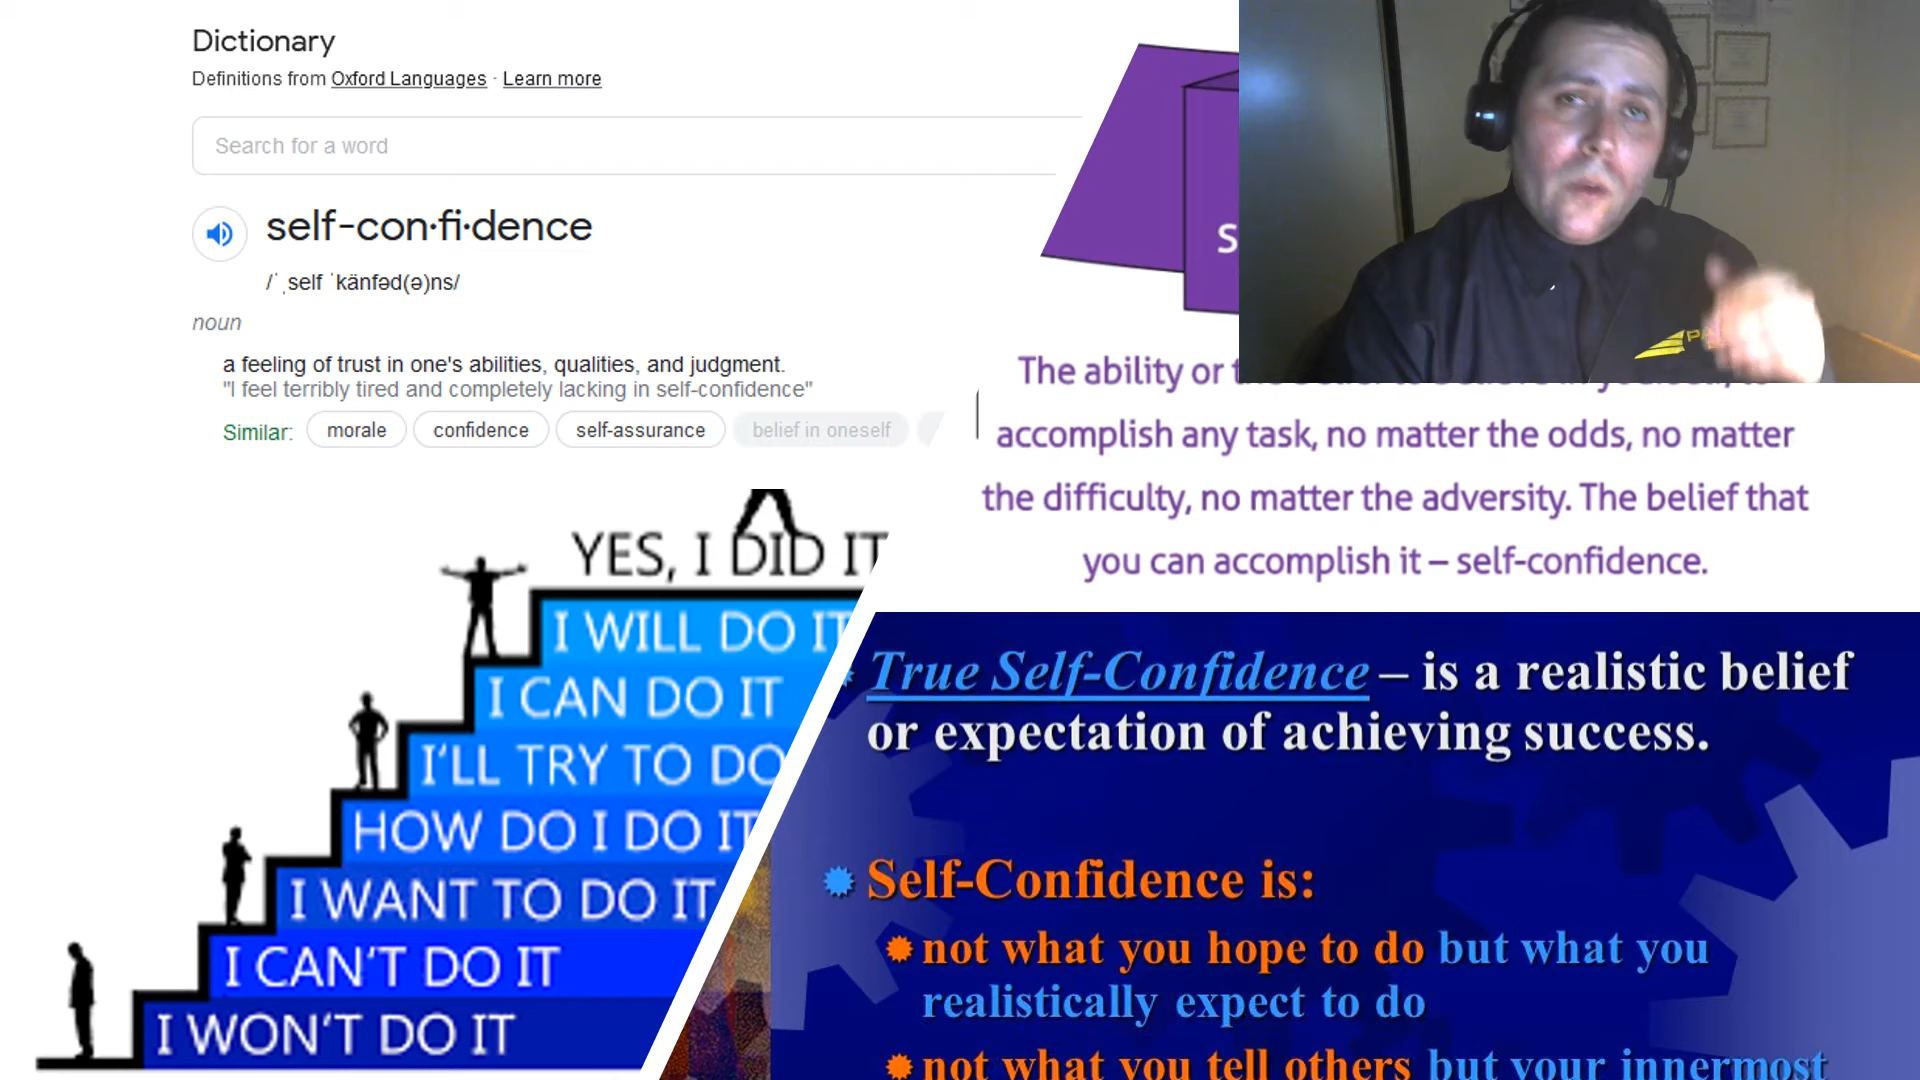 Dictionary
Definitions from Oxford Languages · Learn more
Search for a word
self-con·fi·dence
/ˈˌself ˈkänfəd(ə)ns/
noun
a feeling of trust in one's abilities, qualities, and judgment.
"I feel terribly tired and completely lacking in self-confidence"
Similar: morale confidence self-assurance belief in oneself
S
The ability or
accomplish any task, no matter the odds, no matter
the difficulty, no matter the adversity. The belief that
you can accomplish it – self-confidence.
YES, I DID IT
I WILL DO IT
I CAN DO IT
I'LL TRY TO DO
HOW DO I DO IT
I WANT TO DO IT
I CAN'T DO IT
I WON'T DO IT
True Self-Confidence – is a realistic belief
or expectation of achieving success.
Self-Confidence is:
not what you hope to do but what you
realistically expect to do
not what you tell others but your innermost